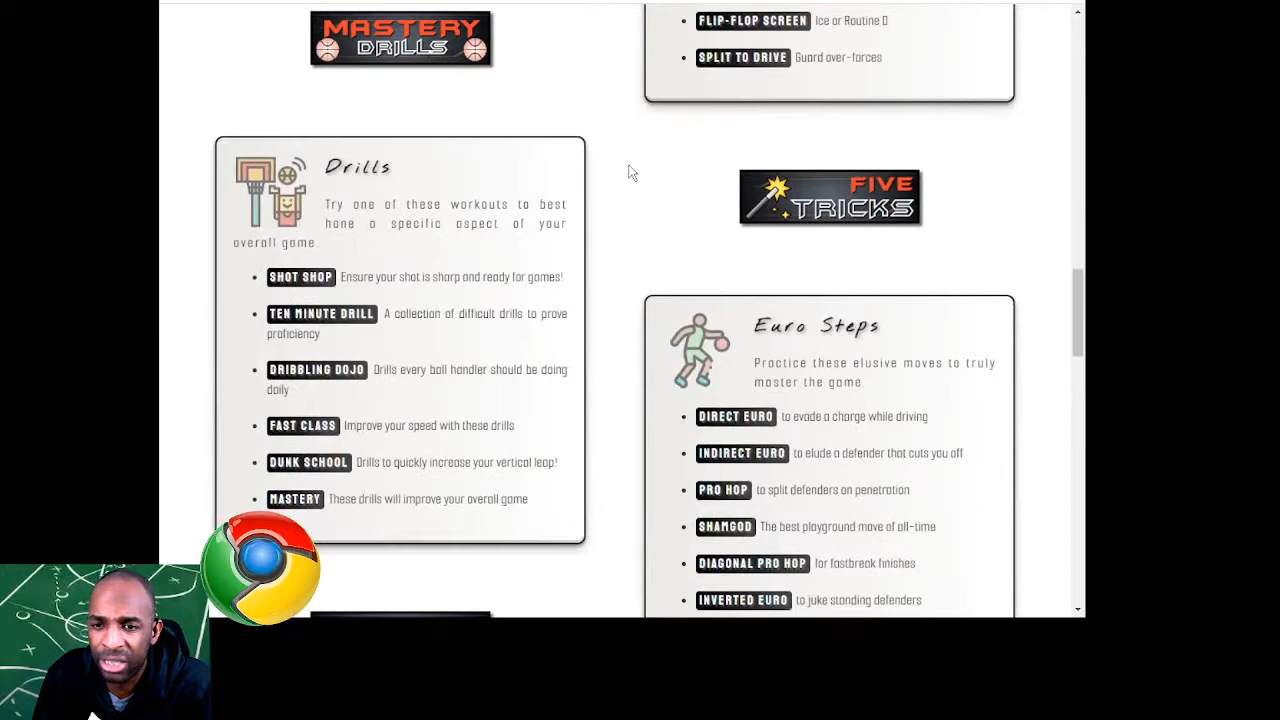 MASTERY
DRILLS
Drills
Try one of these workouts to best
hone a specific aspect of your
overall game
SHOT SHOP Ensure your shot is sharp and ready for games!
TEN MINUTE DRILL A collection of difficult drills to prove
proficiency
DRIBBLING DOJO Drills every ball handler should be doing
daily
FAST CLASS Improve your speed with these drills
DUNK SCHOOL Drills to quickly increase your vertical leap!
MASTERY These drills will improve your overall game
FLIP-FLOP SCREEN Ice or Routine D
SPLIT TO DRIVE Guard over-forces
FIVE
TRICKS
Euro Steps
Practice these elusive moves to truly
master the game
DIRECT EURO to evade a charge while driving
INDIRECT EURO to elude a defender that cuts you off
PRO HOP to split defenders on penetration
SHAMGOD The best playground move of all-time
DIAGONAL PRO HOP for fastbreak finishes
INVERTED EURO to juke standing defenders